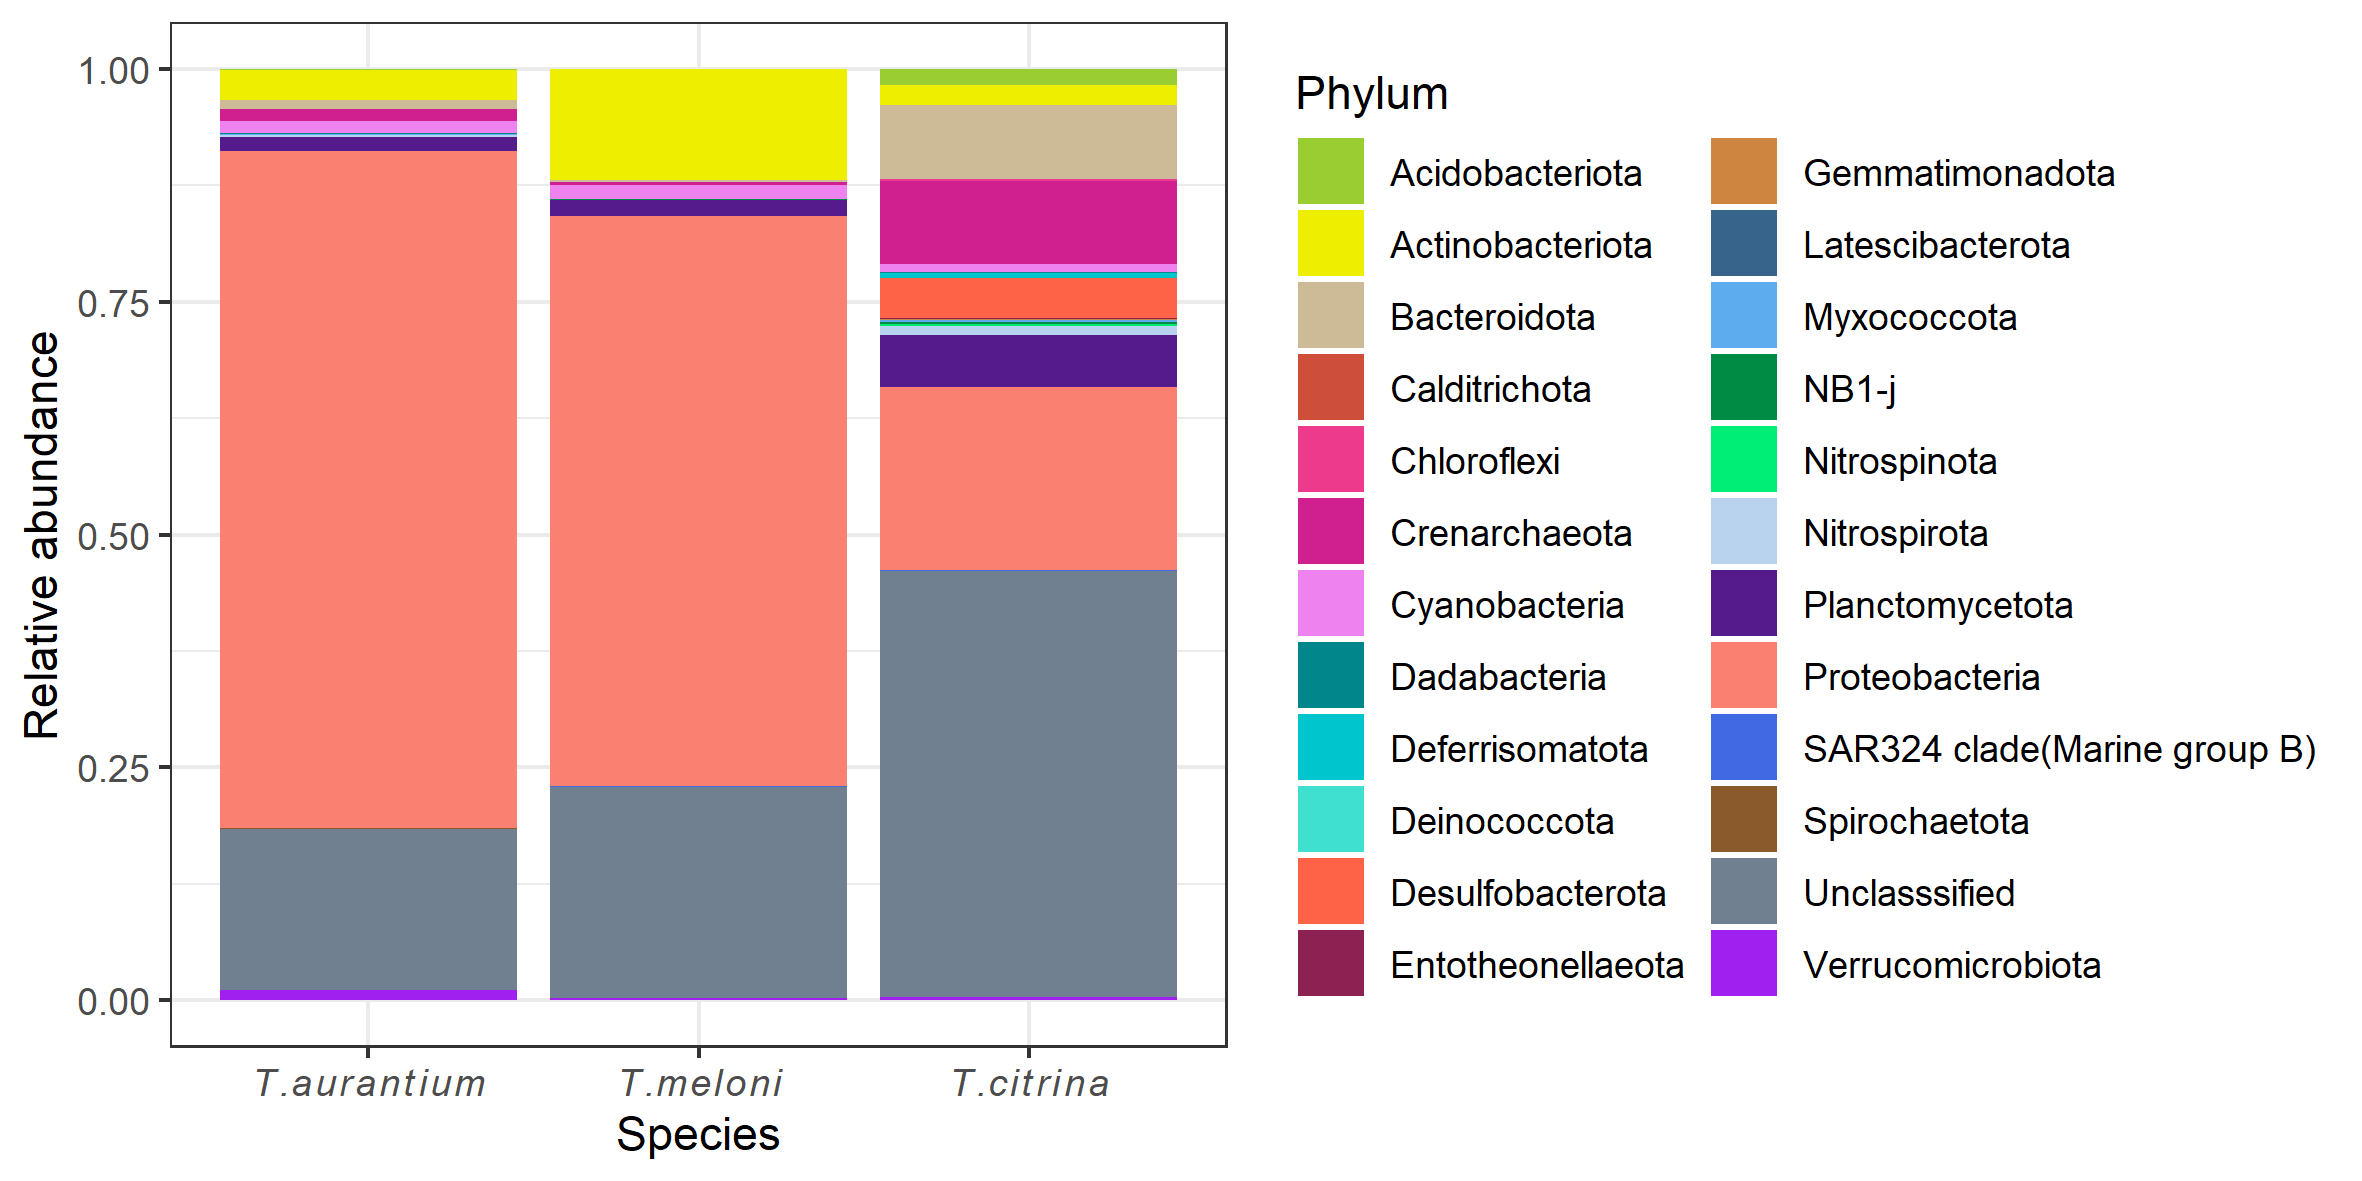 1.00
0.75
0.50
0.25
0.00
Relative abundance
T.aurantium
T.meloni
T.citrina
Species
Phylum
Acidobacteriota
Actinobacteriota
Bacteroidota
Calditrichota
Chloroflexi
Crenarchaeota
Cyanobacteria
Dadabacteria
Deferrisomatota
Deinococcota
Desulfobacterota
Entotheonellaeota
Gemmatimonadota
Latescibacterota
Myxococcota
NB1-j
Nitrospinota
Nitrospirota
Planctomycetota
Proteobacteria
SAR324 clade(Marine group B)
Spirochaetota
Unclasssified
Verrucomicrobiota